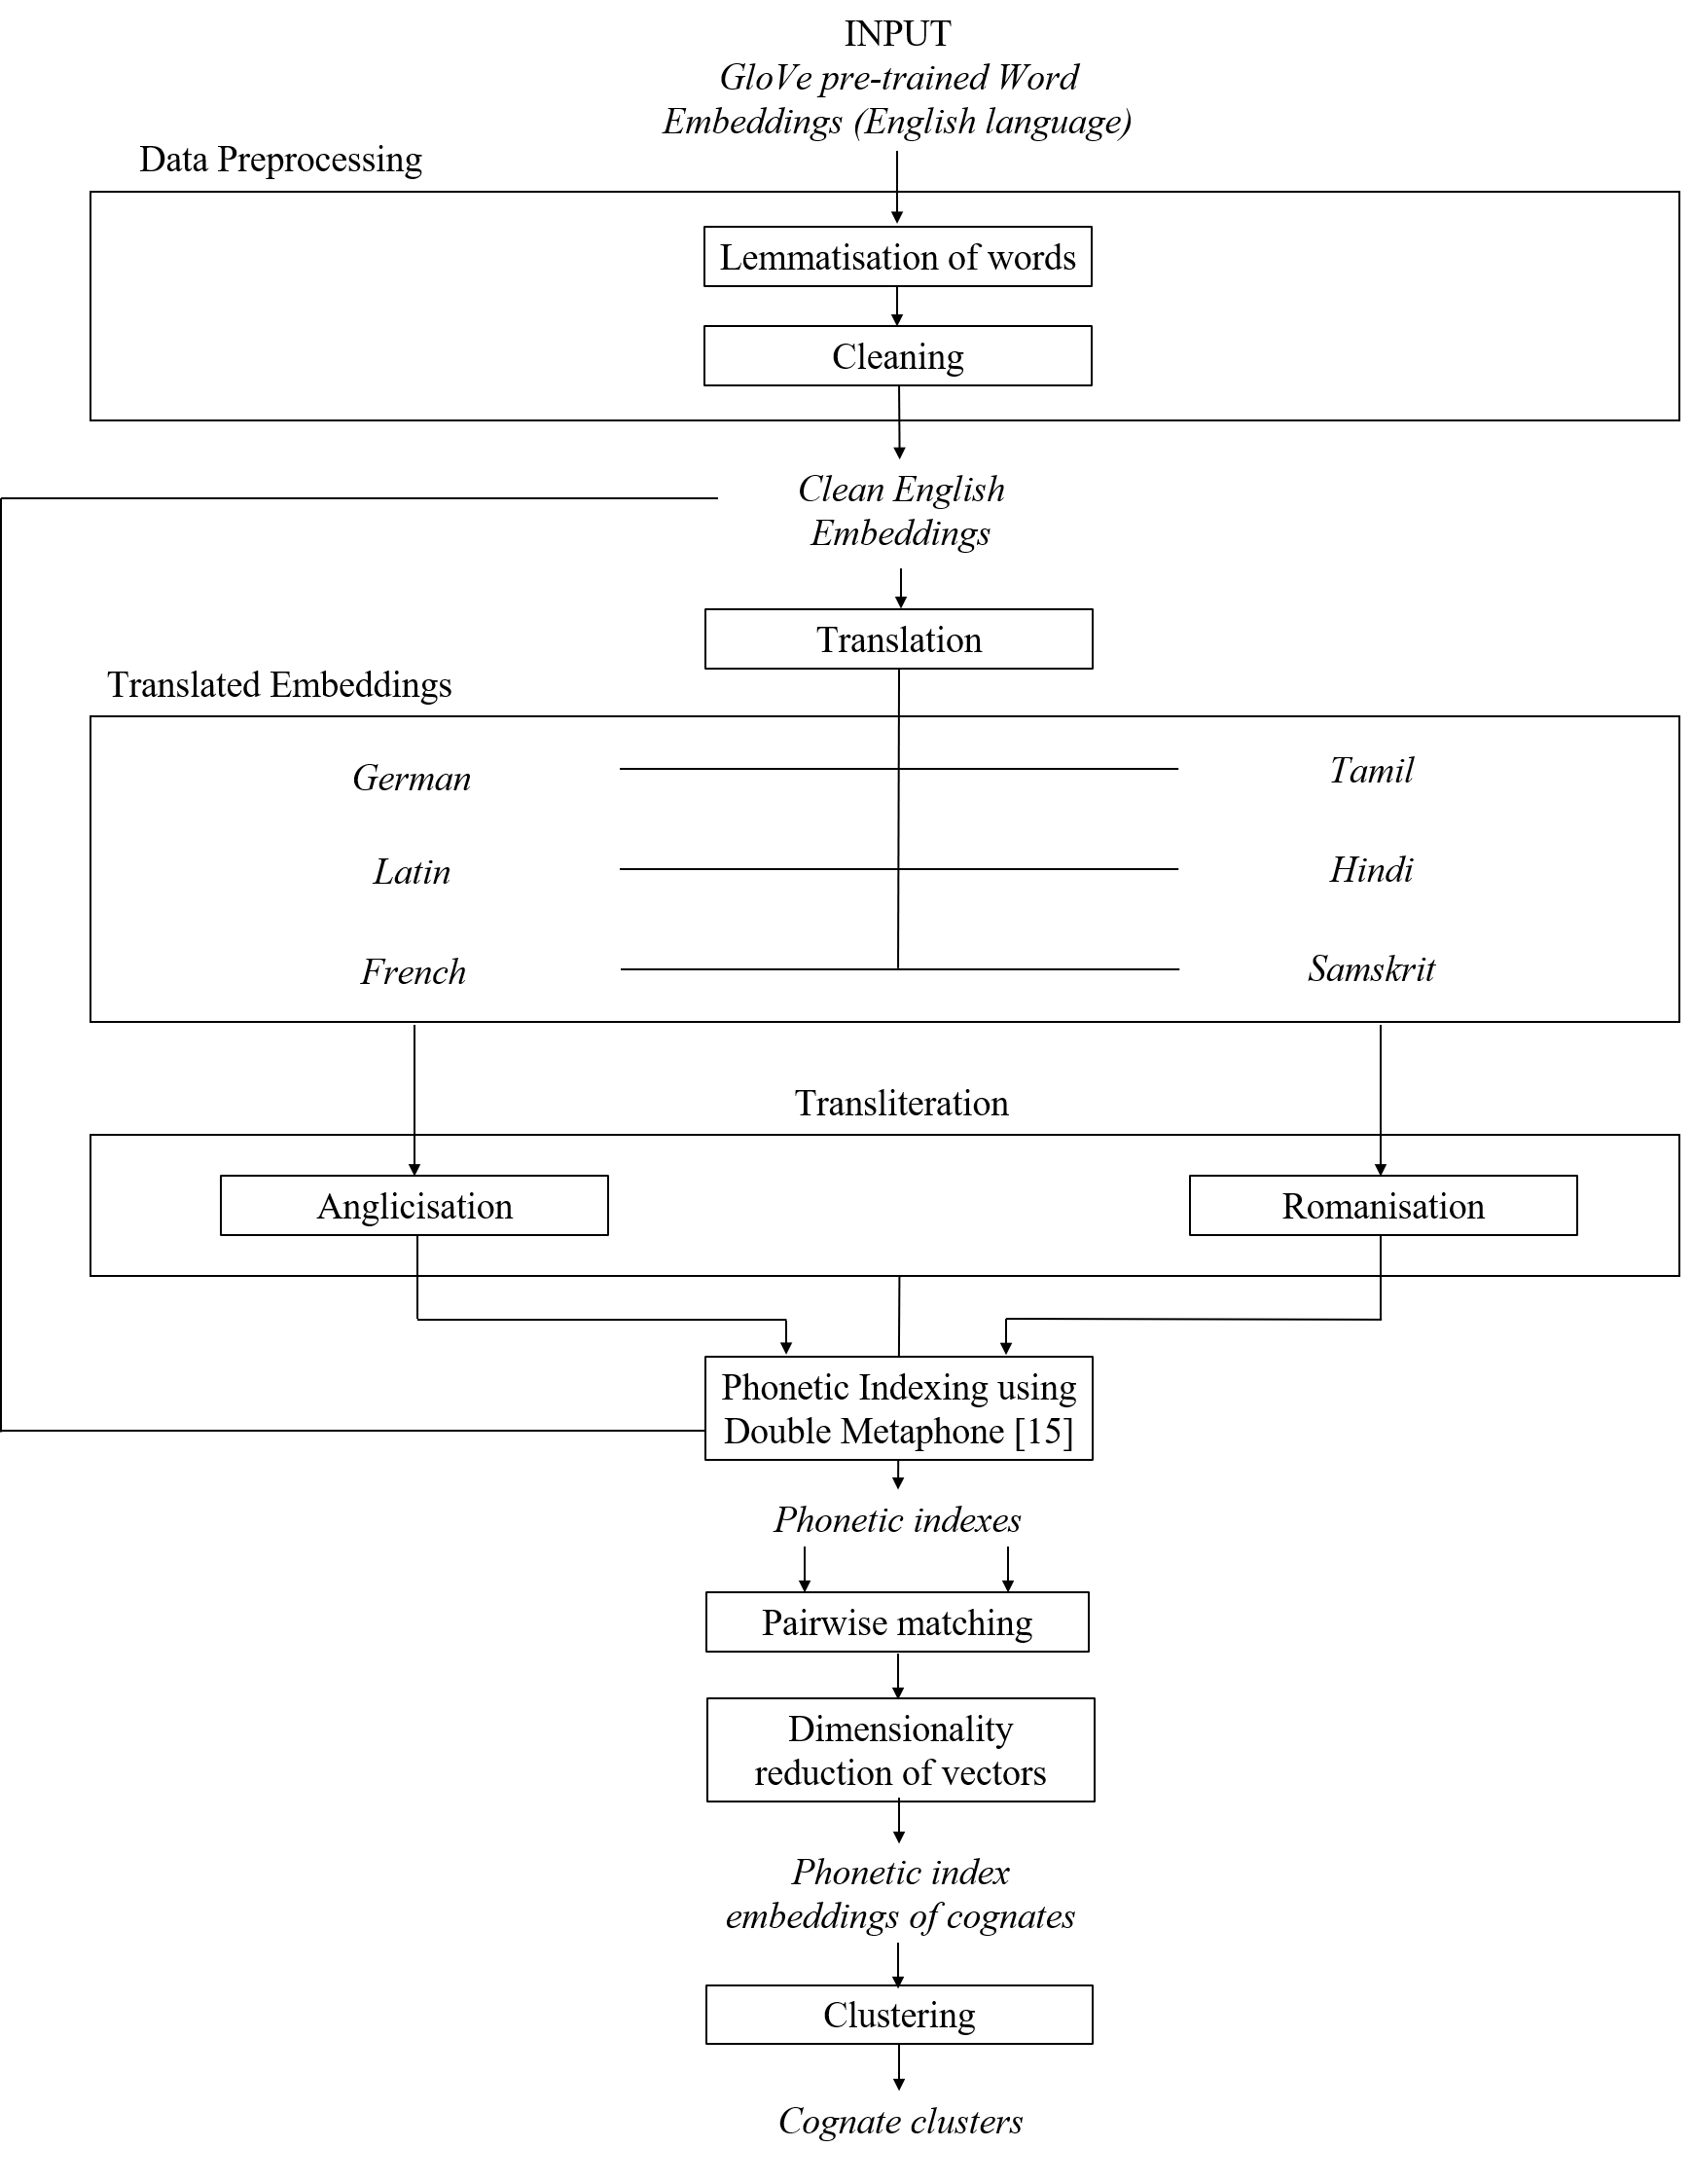 INPUT
GloVe pre-trained Word
Embeddings (English language)
Data Preprocessing
Lemmatisation of words
Cleaning
Clean English
Embeddings
Translation
Translated Embeddings
German
Tamil
Latin
Hindi
French
Samskrit
Transliteration
Anglicisation
Romanisation
Phonetic Indexing using
Double Metaphone [15]
Phonetic indexes
Pairwise matching
Dimensionality
reduction of vectors
Phonetic index
embeddings of cognates
Clustering
Cognate clusters